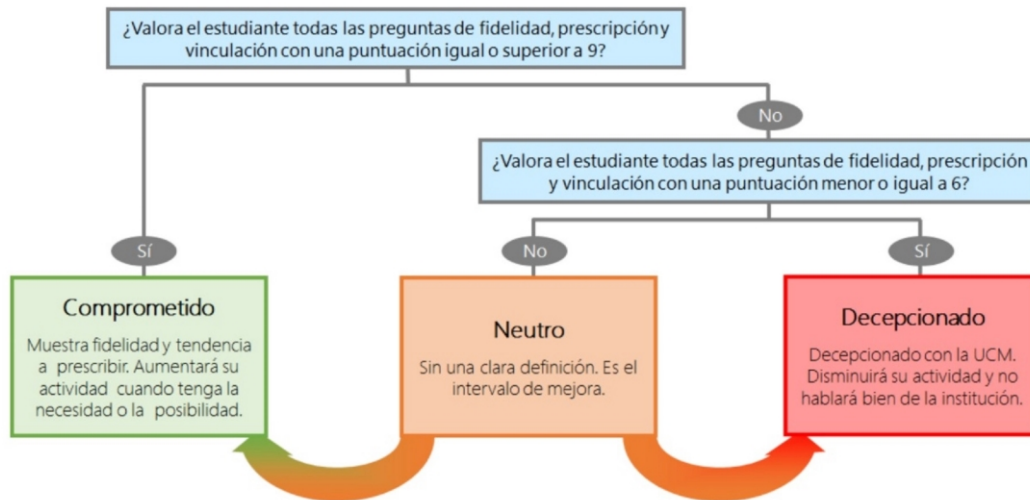 ¿Valora el estudiante todas las preguntas de fidelidad, prescripción y
vinculación con una puntuación igual o superior a 9?
No
¿Valora el estudiante todas las preguntas de fidelidad, prescripción
y vinculación con una puntuación menor o igual a 6?
Sí
No
Sí
Comprometido
Muestra fidelidad y tendencia
a prescribir. Aumentará su
actividad cuando tenga la
necesidad o la posibilidad.
Neutro
Sin una clara definición. Es el
intervalo de mejora.
Decepcionado
Decepcionado con la UCM.
Disminuirá su actividad y no
hablará bien de la institución.